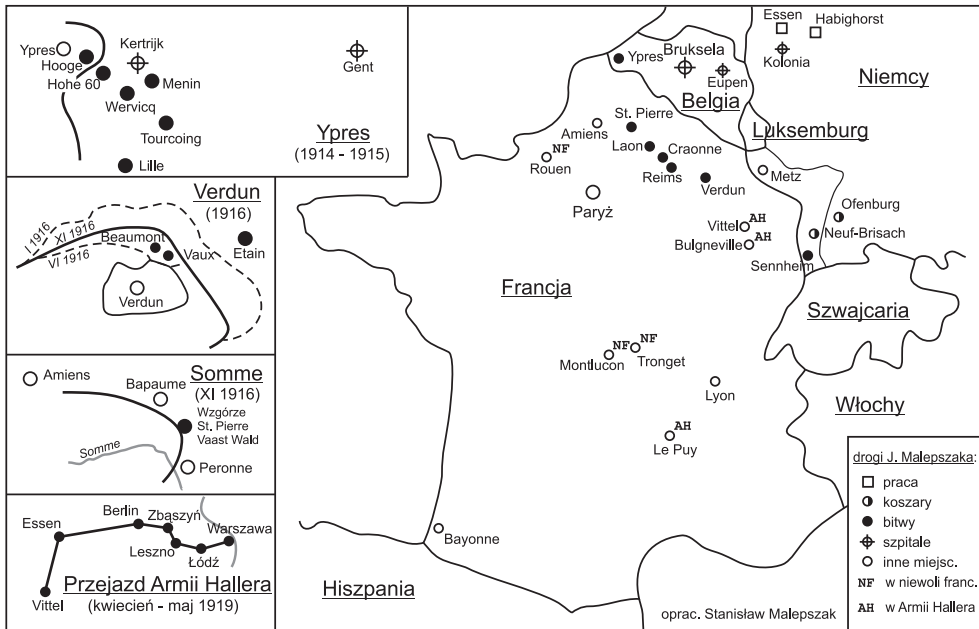 Ypres
Hooge
Hohe 60
Kertrijk
Menin
Wervicq
Tourcoing
Lille
Gent
Ypres
(1914 - 1915)
Verdun
(1916)
I 1916
XI 1916
VI 1916
Beaumont
Vaux
Etain
Verdun
Somme
(XI 1916)
Amiens
Bapaume
Wzgórze
St. Pierre
Vaast Wald
Somme
Peronne
Essen
Berlin
Zbąszyń
Warszawa
Leszno
Łódź
Vittel
Przejazd Armii Hallera
(kwiecień - maj 1919)
Essen
Habighorst
Kolonia
Niemcy
Ypres
Bruksela
Eupen
Belgia
Luksemburg
St. Pierre
Amiens
Laon
Craonne
NF
Rouen
Reims
Verdun
Metz
Paryż
Ofenburg
AH
Vittel
Neuf-Brisach
AH
Bulgneville
Sennheim
Francja
Szwajcaria
NF
NF
Montlucon
Tronget
Lyon
Włochy
AH
Le Puy
Bayonne
Hiszpania
oprac. Stanisław Malepszak
drogi J. Malepszaka:
praca
koszary
bitwy
szpitale
inne miejsc.
NF w niewoli franc.
AH w Armii Hallera